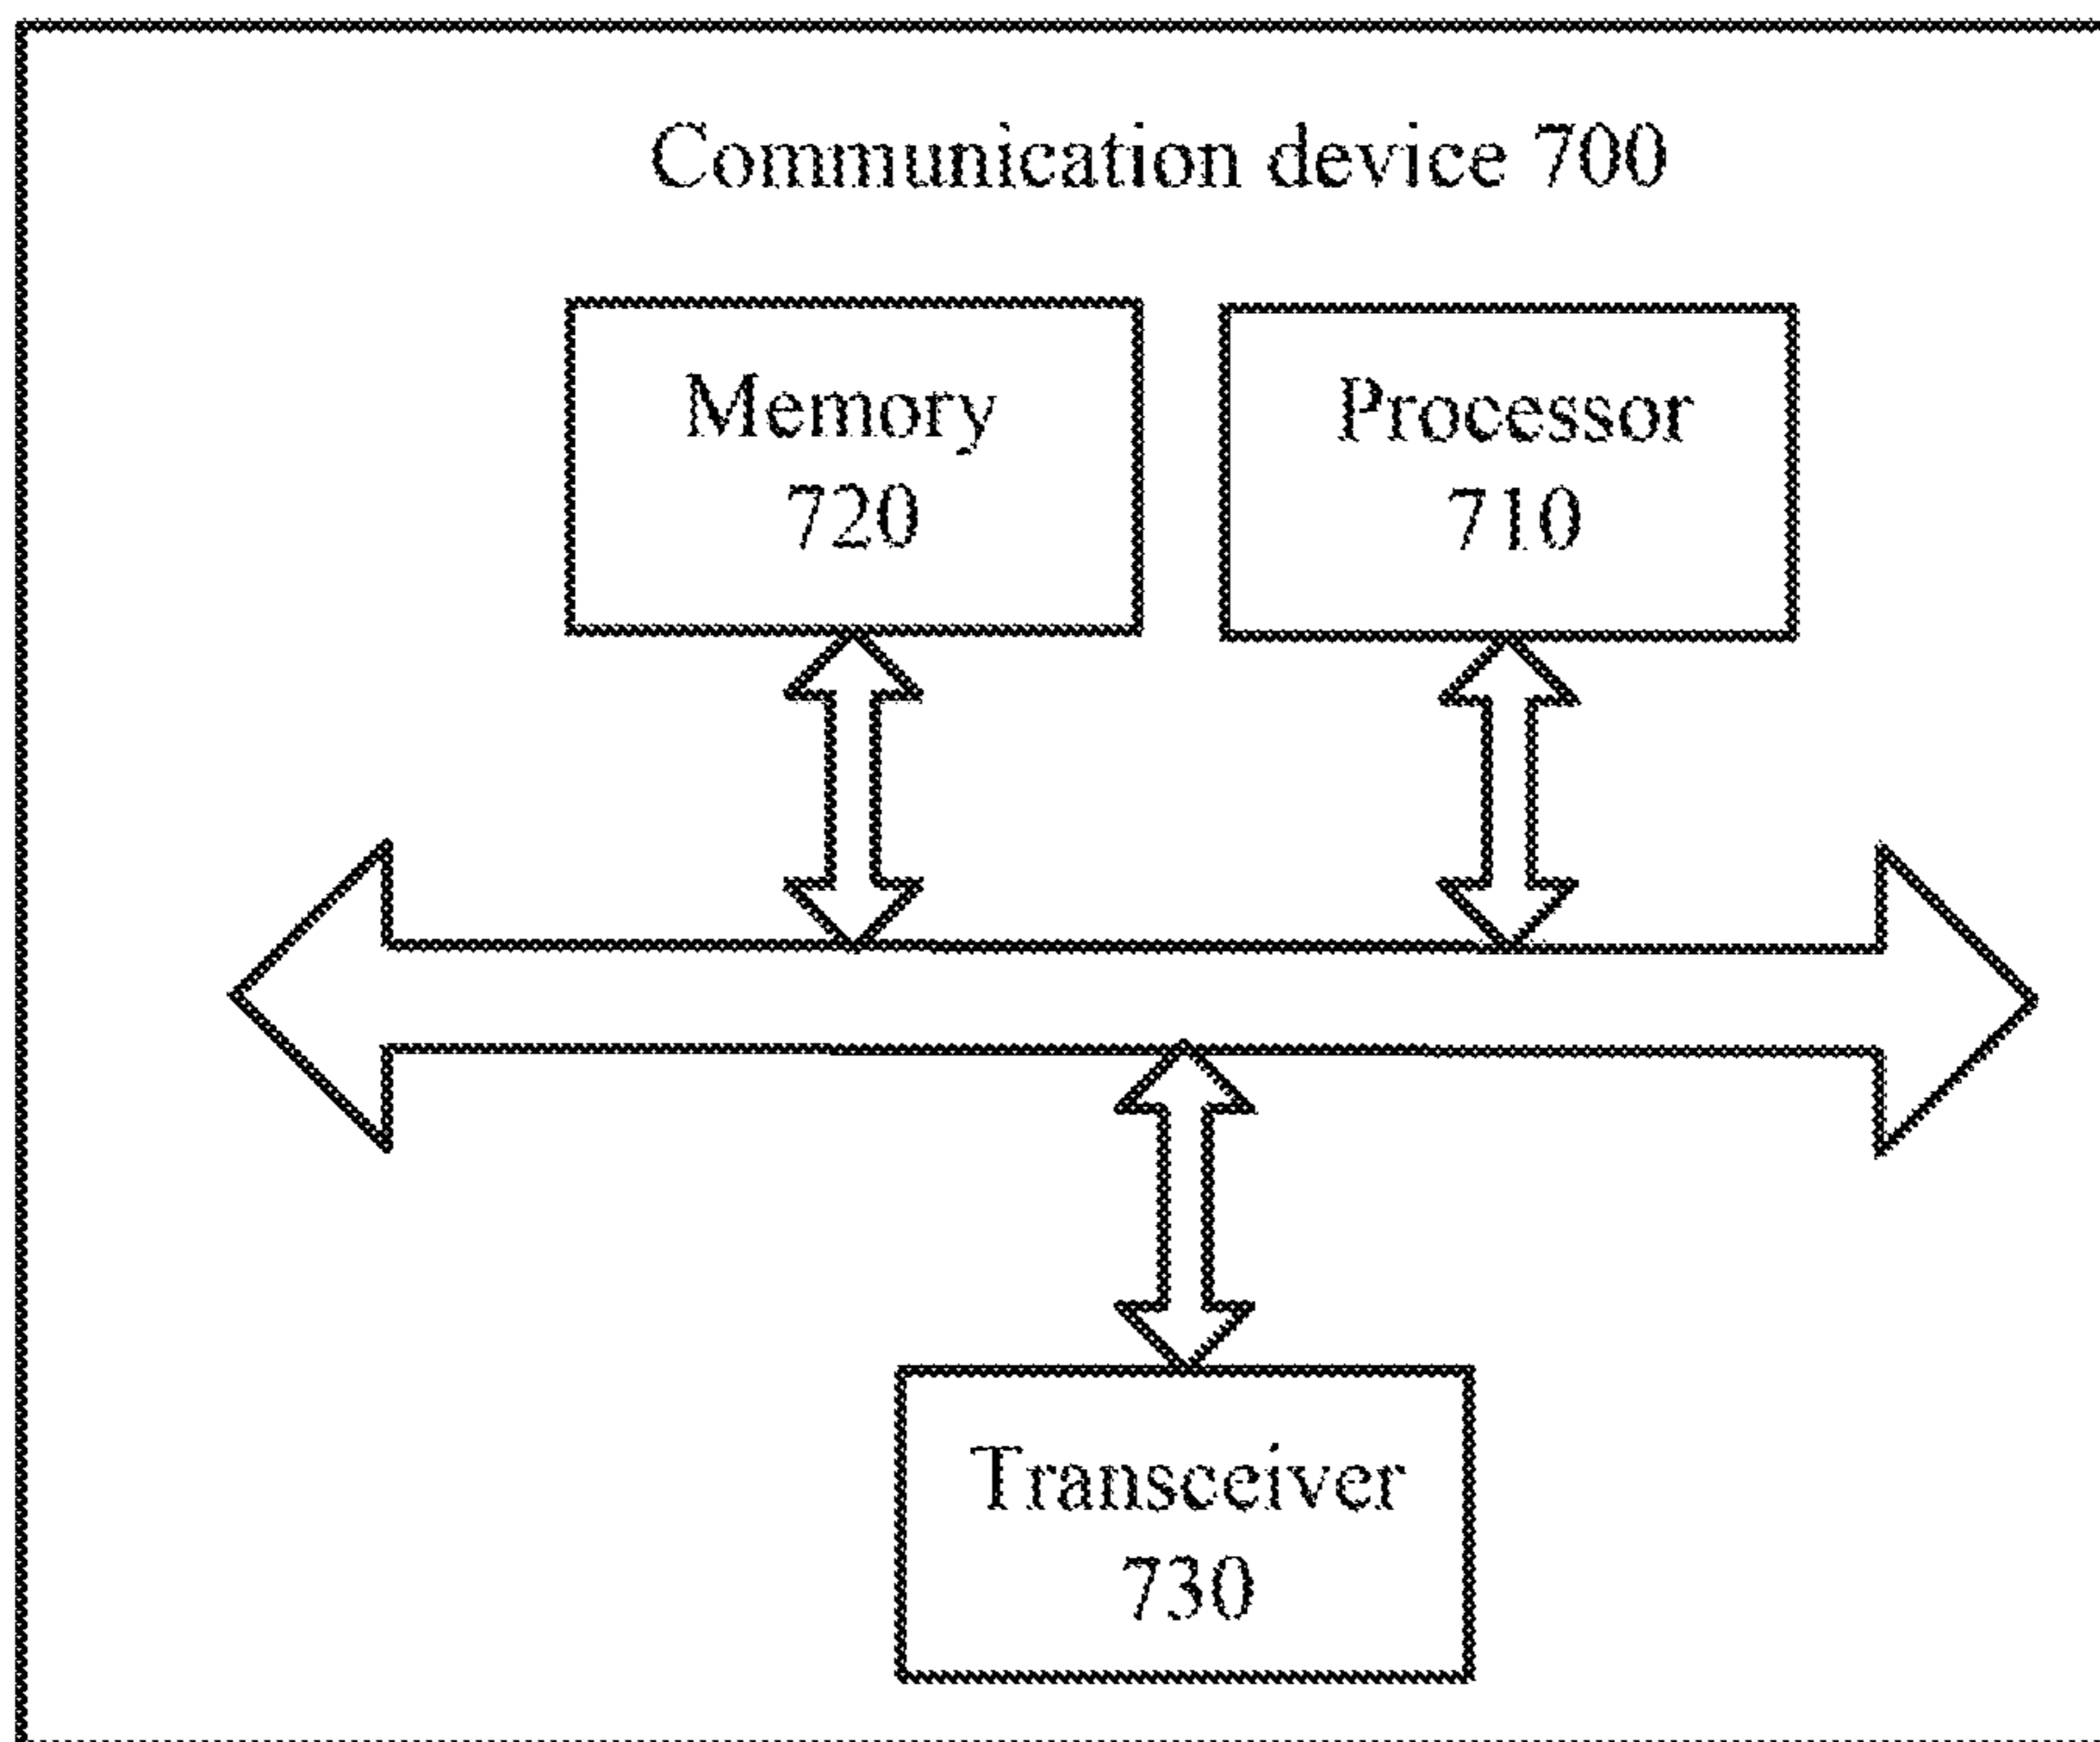 Communication device 700
Memory
720
Processor
710
Transceiver
730